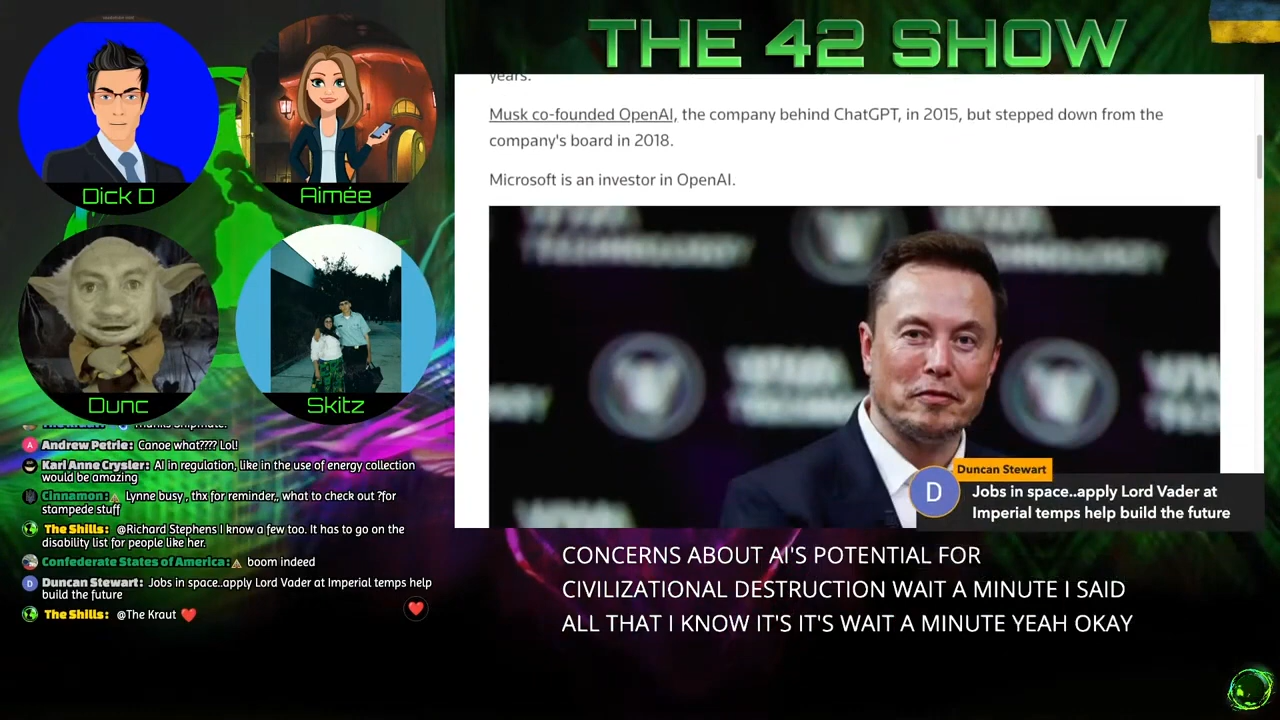 THE 42 SHOW
Dick D
Aimée
Dunc
Skitz
Andrew Petrie: Canoe what???? Lol!
Karl Anne Crysler: AI in regulation, like in the use of energy collection
would be amazing
Cinnamon: Lynne busy , thx for reminder,, what to check out ?for
stampede stuff
The Shills: @Richard Stephens I know a few too. It has to go on the
disability list for people like her.
Confederate States of America: boom indeed
Duncan Stewart: Jobs in space..apply Lord Vader at Imperial temps help
build the future
The Shills: @The Kraut ❤️
years.
Musk co-founded OpenAI, the company behind ChatGPT, in 2015, but stepped down from the
company's board in 2018.
Microsoft is an investor in OpenAI.
TECHNOLOGY
D
Duncan Stewart
Jobs in space..apply Lord Vader at
Imperial temps help build the future
CONCERNS ABOUT AI'S POTENTIAL FOR
CIVILIZATIONAL DESTRUCTION WAIT A MINUTE I SAID
ALL THAT I KNOW IT'S IT'S WAIT A MINUTE YEAH OKAY